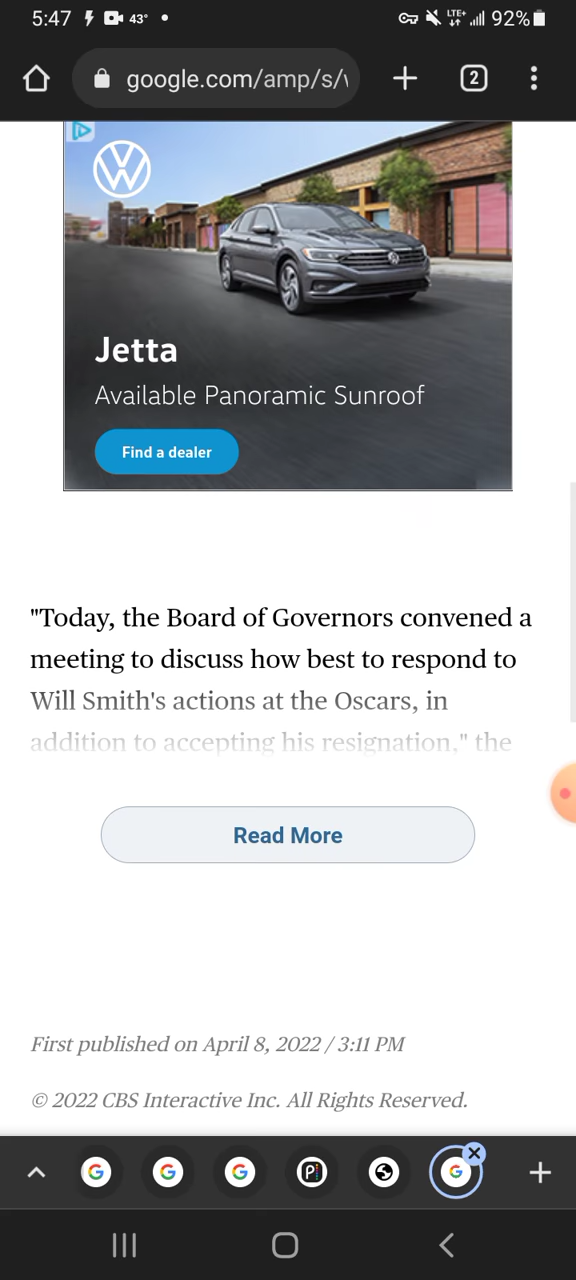 5:47 43° LTE+ 92%
google.com/amp/s/
2
Jetta
Available Panoramic Sunroof
Find a dealer
"Today, the Board of Governors convened a
meeting to discuss how best to respond to
Will Smith's actions at the Oscars, in
addition to accepting his resignation," the
Read More
First published on April 8, 2022 / 3:11 PM
© 2022 CBS Interactive Inc. All Rights Reserved.